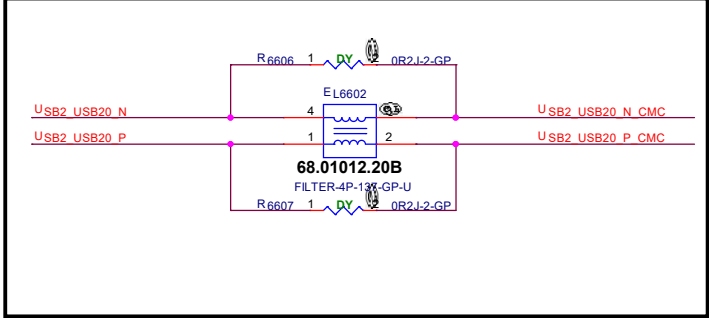 R6606 1 DY 0R2J-2-GP
EL6602
USB2_USB20_N 4 USB2_USB20_N_CMC
USB2_USB20_P 1 2 USB2_USB20_P_CMC
68.01012.20B
FILTER-4P-137-GP-U
R6607 1 DY 0R2J-2-GP